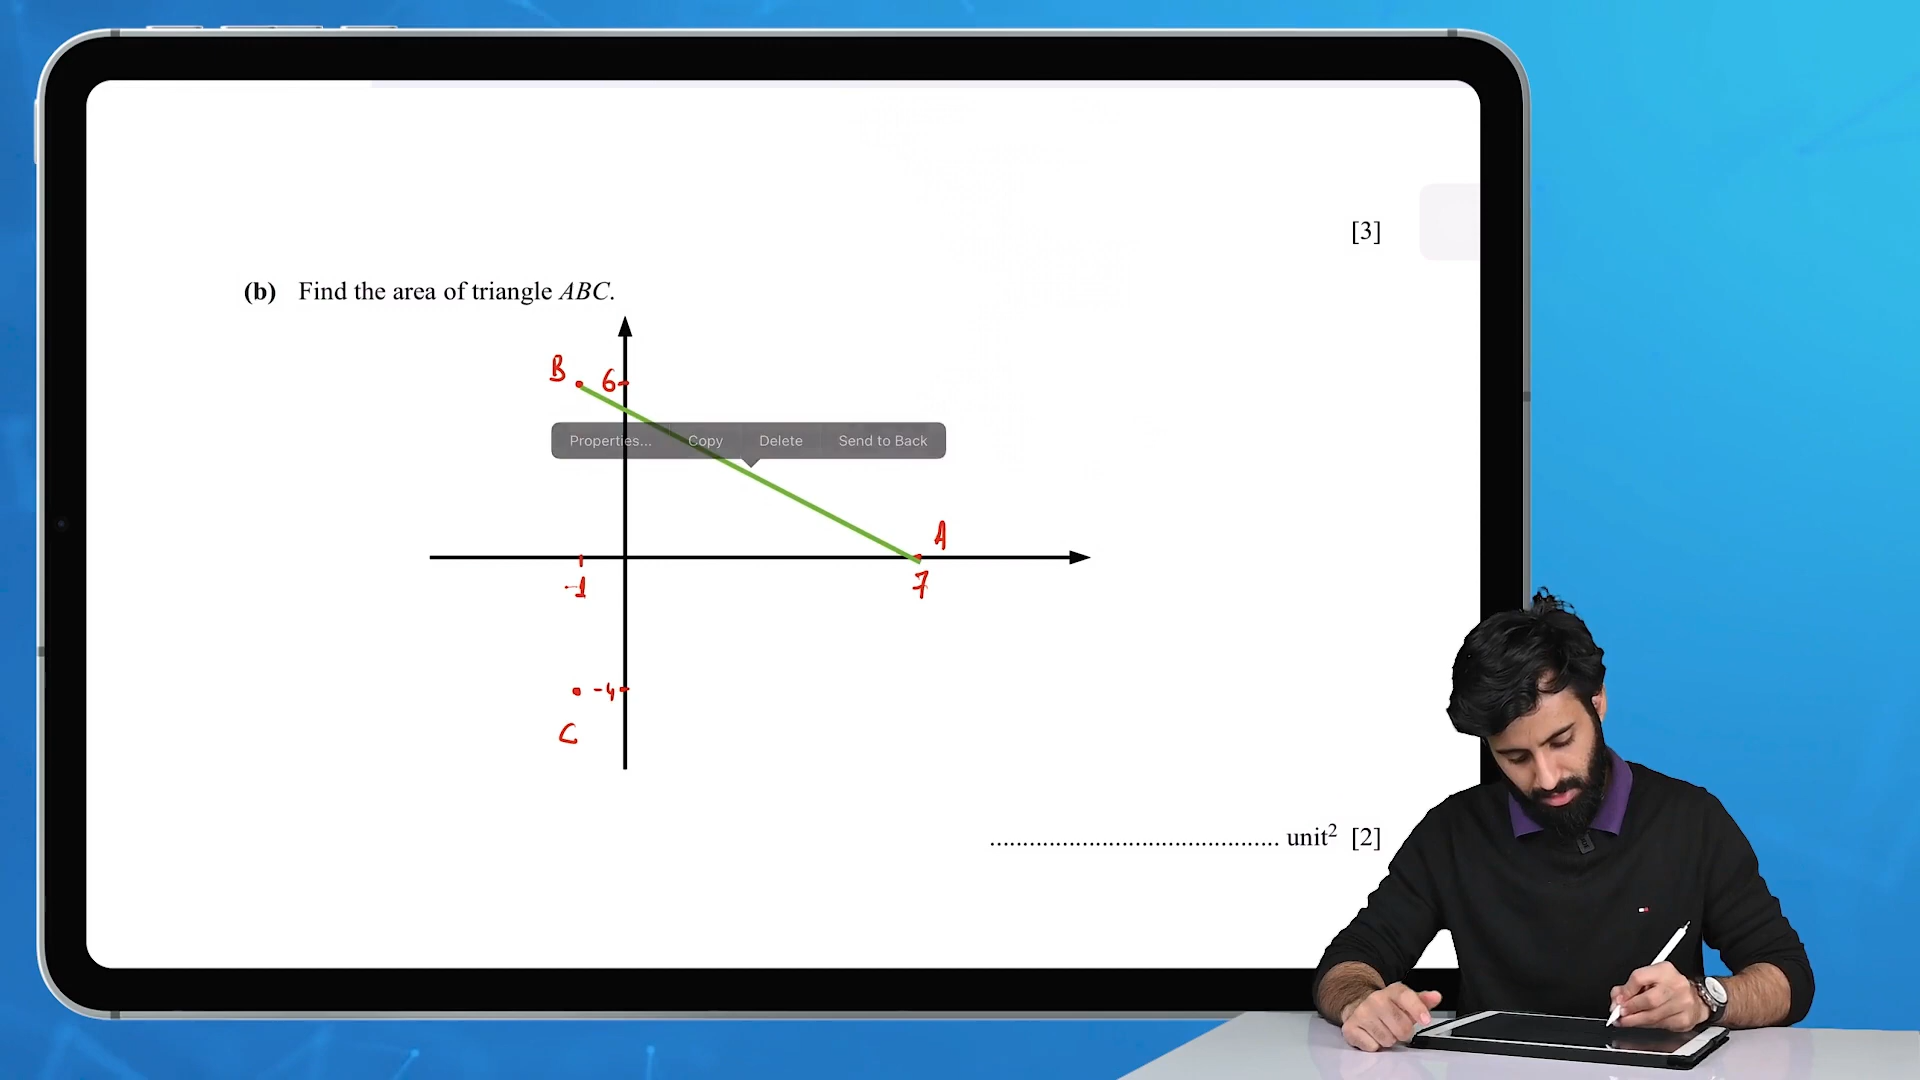 [3]
(b) Find the area of triangle ABC.
B 6
Properties... Copy Delete Send to Back
A
-1 7
-4
C
........................................... unit² [2]